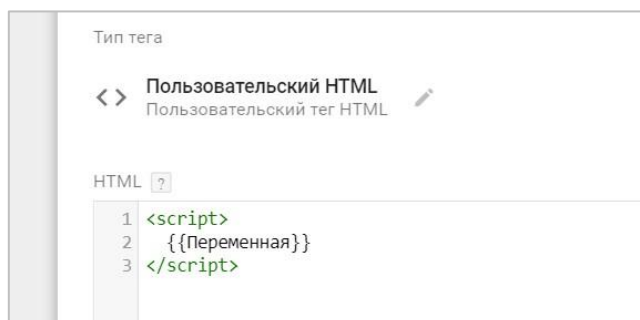 Тип тега
<> Пользовательский HTML
Пользовательский тег HTML
HTML ?
1 <script>
2 {{Переменная}}
3 </script>